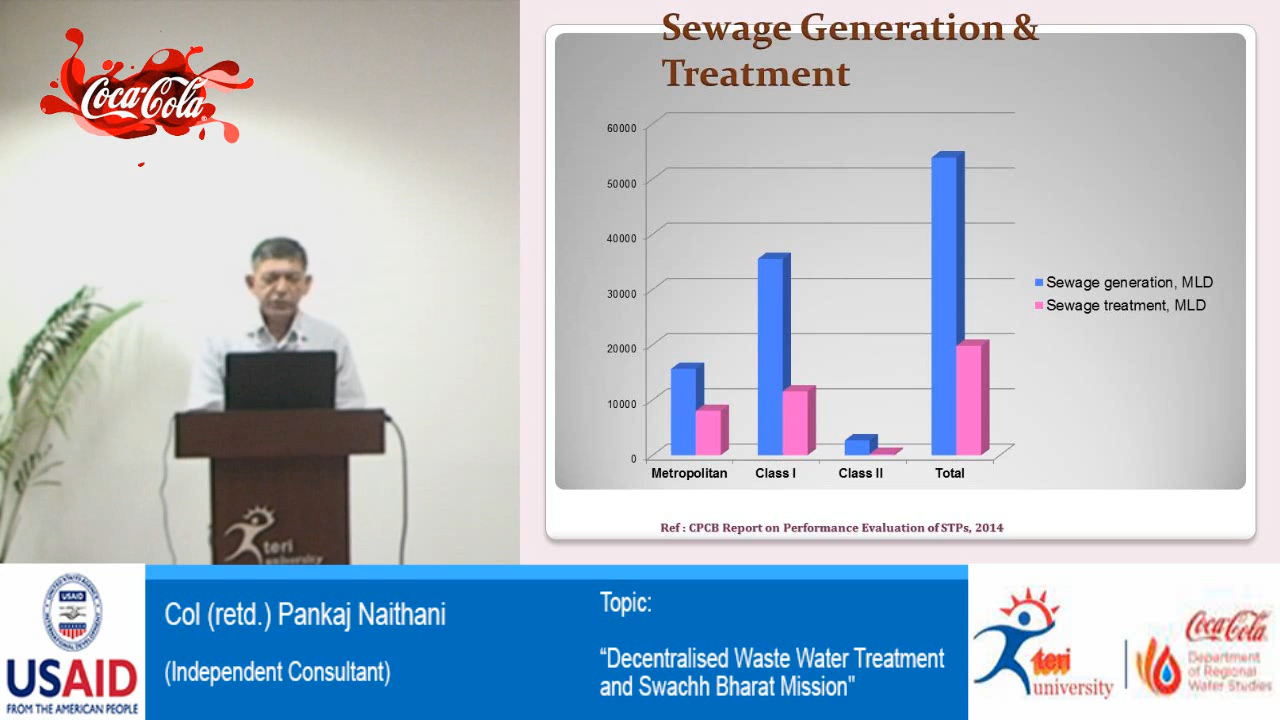 Coca-Cola
Sewage Generation &
Treatment
60000
50000
40000
30000
20000
10000
0
Metropolitan
Class I
Class II
Total
Sewage generation, MLD
Sewage treatment, MLD
Ref : CPCB Report on Performance Evaluation of STPs, 2014
teri
university
USAID
USAID
FROM THE AMERICAN PEOPLE
Col (retd.) Pankaj Naithani
(Independent Consultant)
Topic:
“Decentralised Waste Water Treatment
and Swachh Bharat Mission"
teri
university
Coca-Cola
Department
of Regional
Water Studies